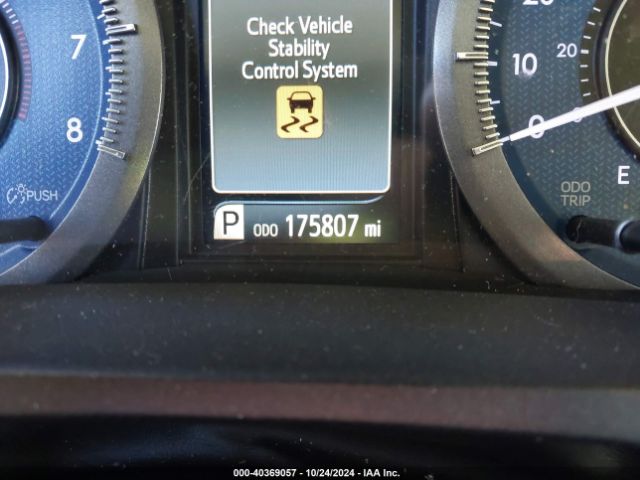 Check Vehicle
Stability
Control System
7
8
PUSH
P ODO 175807 mi
20
10
0
20
0
E
ODO
TRIP
000-40369057 - 10/24/2024 - IAA Inc.